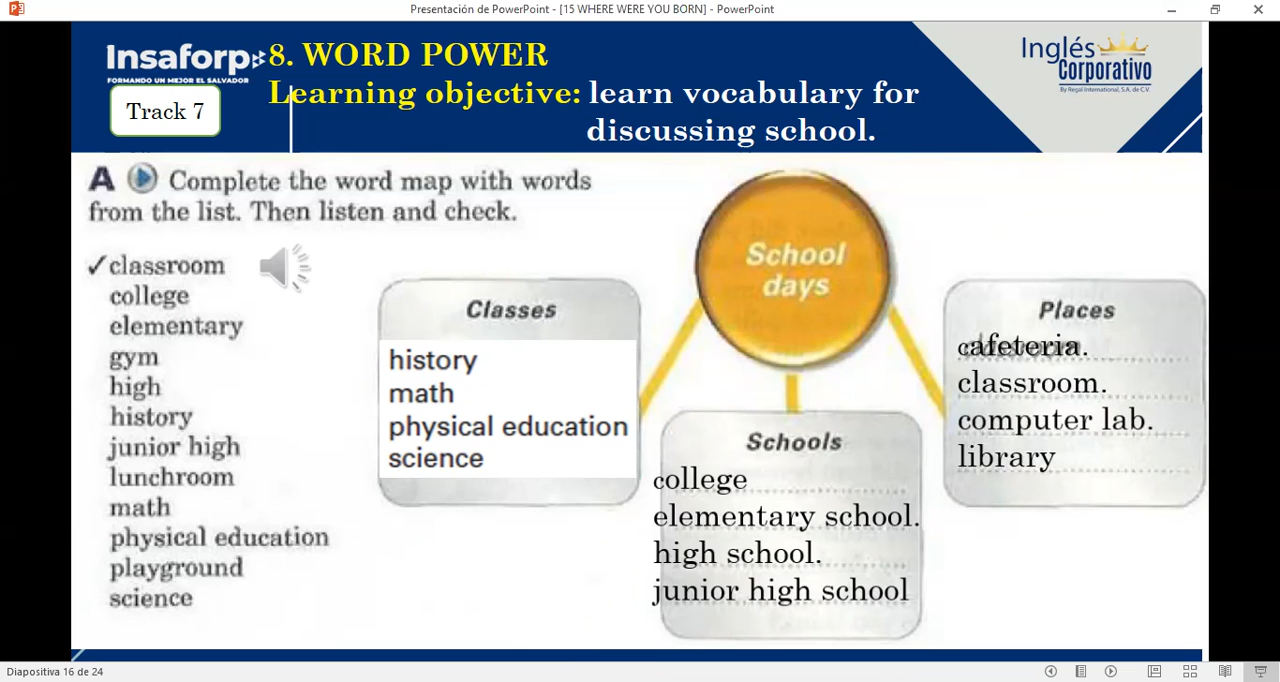 Presentación de PowerPoint - [15 WHERE WERE YOU BORN] - PowerPoint
Insaforp
FORMANDO UN MEJOR EL SALVADOR
8. WORD POWER
Learning objective: learn vocabulary for
discussing school.
Track 7
Inglés
Corporativo
By Regal International, S.A. de C.V.
A Complete the word map with words
from the list. Then listen and check.
✓classroom
college
elementary
gym
high
history
junior high
lunchroom
math
physical education
playground
science
School
days
Classes
history
math
physical education
science
Schools
college
elementary school.
high school.
junior high school
Places
cafeteria.
classroom.
computer lab.
library
Diapositiva 16 de 24